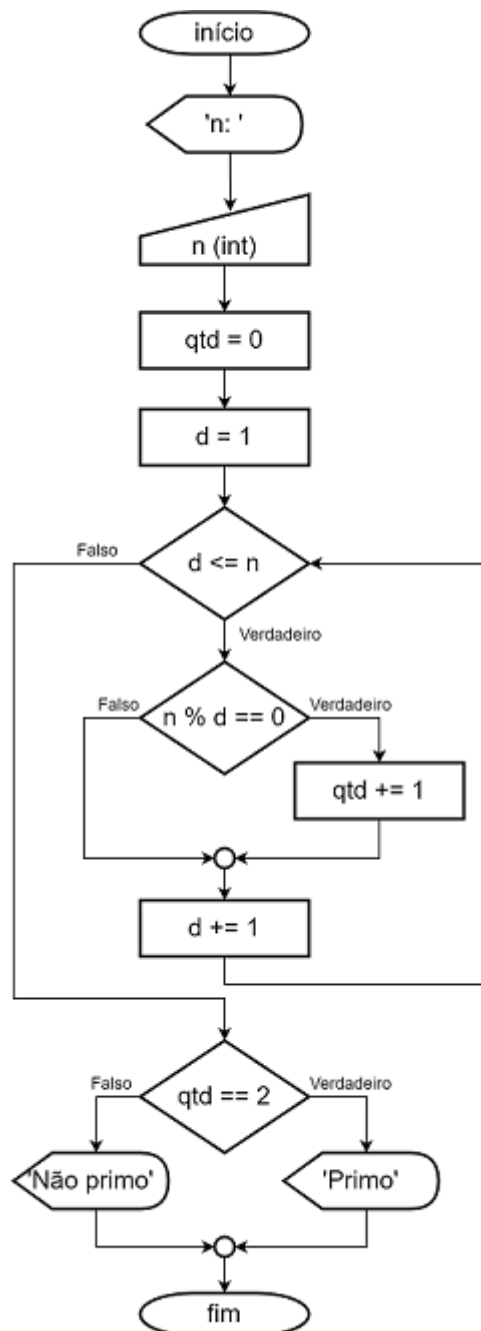 início
'n: '
n (int)
qtd = 0
d = 1
Falso
d <= n
Verdadeiro
Falso
n % d == 0
Verdadeiro
qtd += 1
d += 1
Falso
qtd == 2
Verdadeiro
'Não primo'
'Primo'
fim